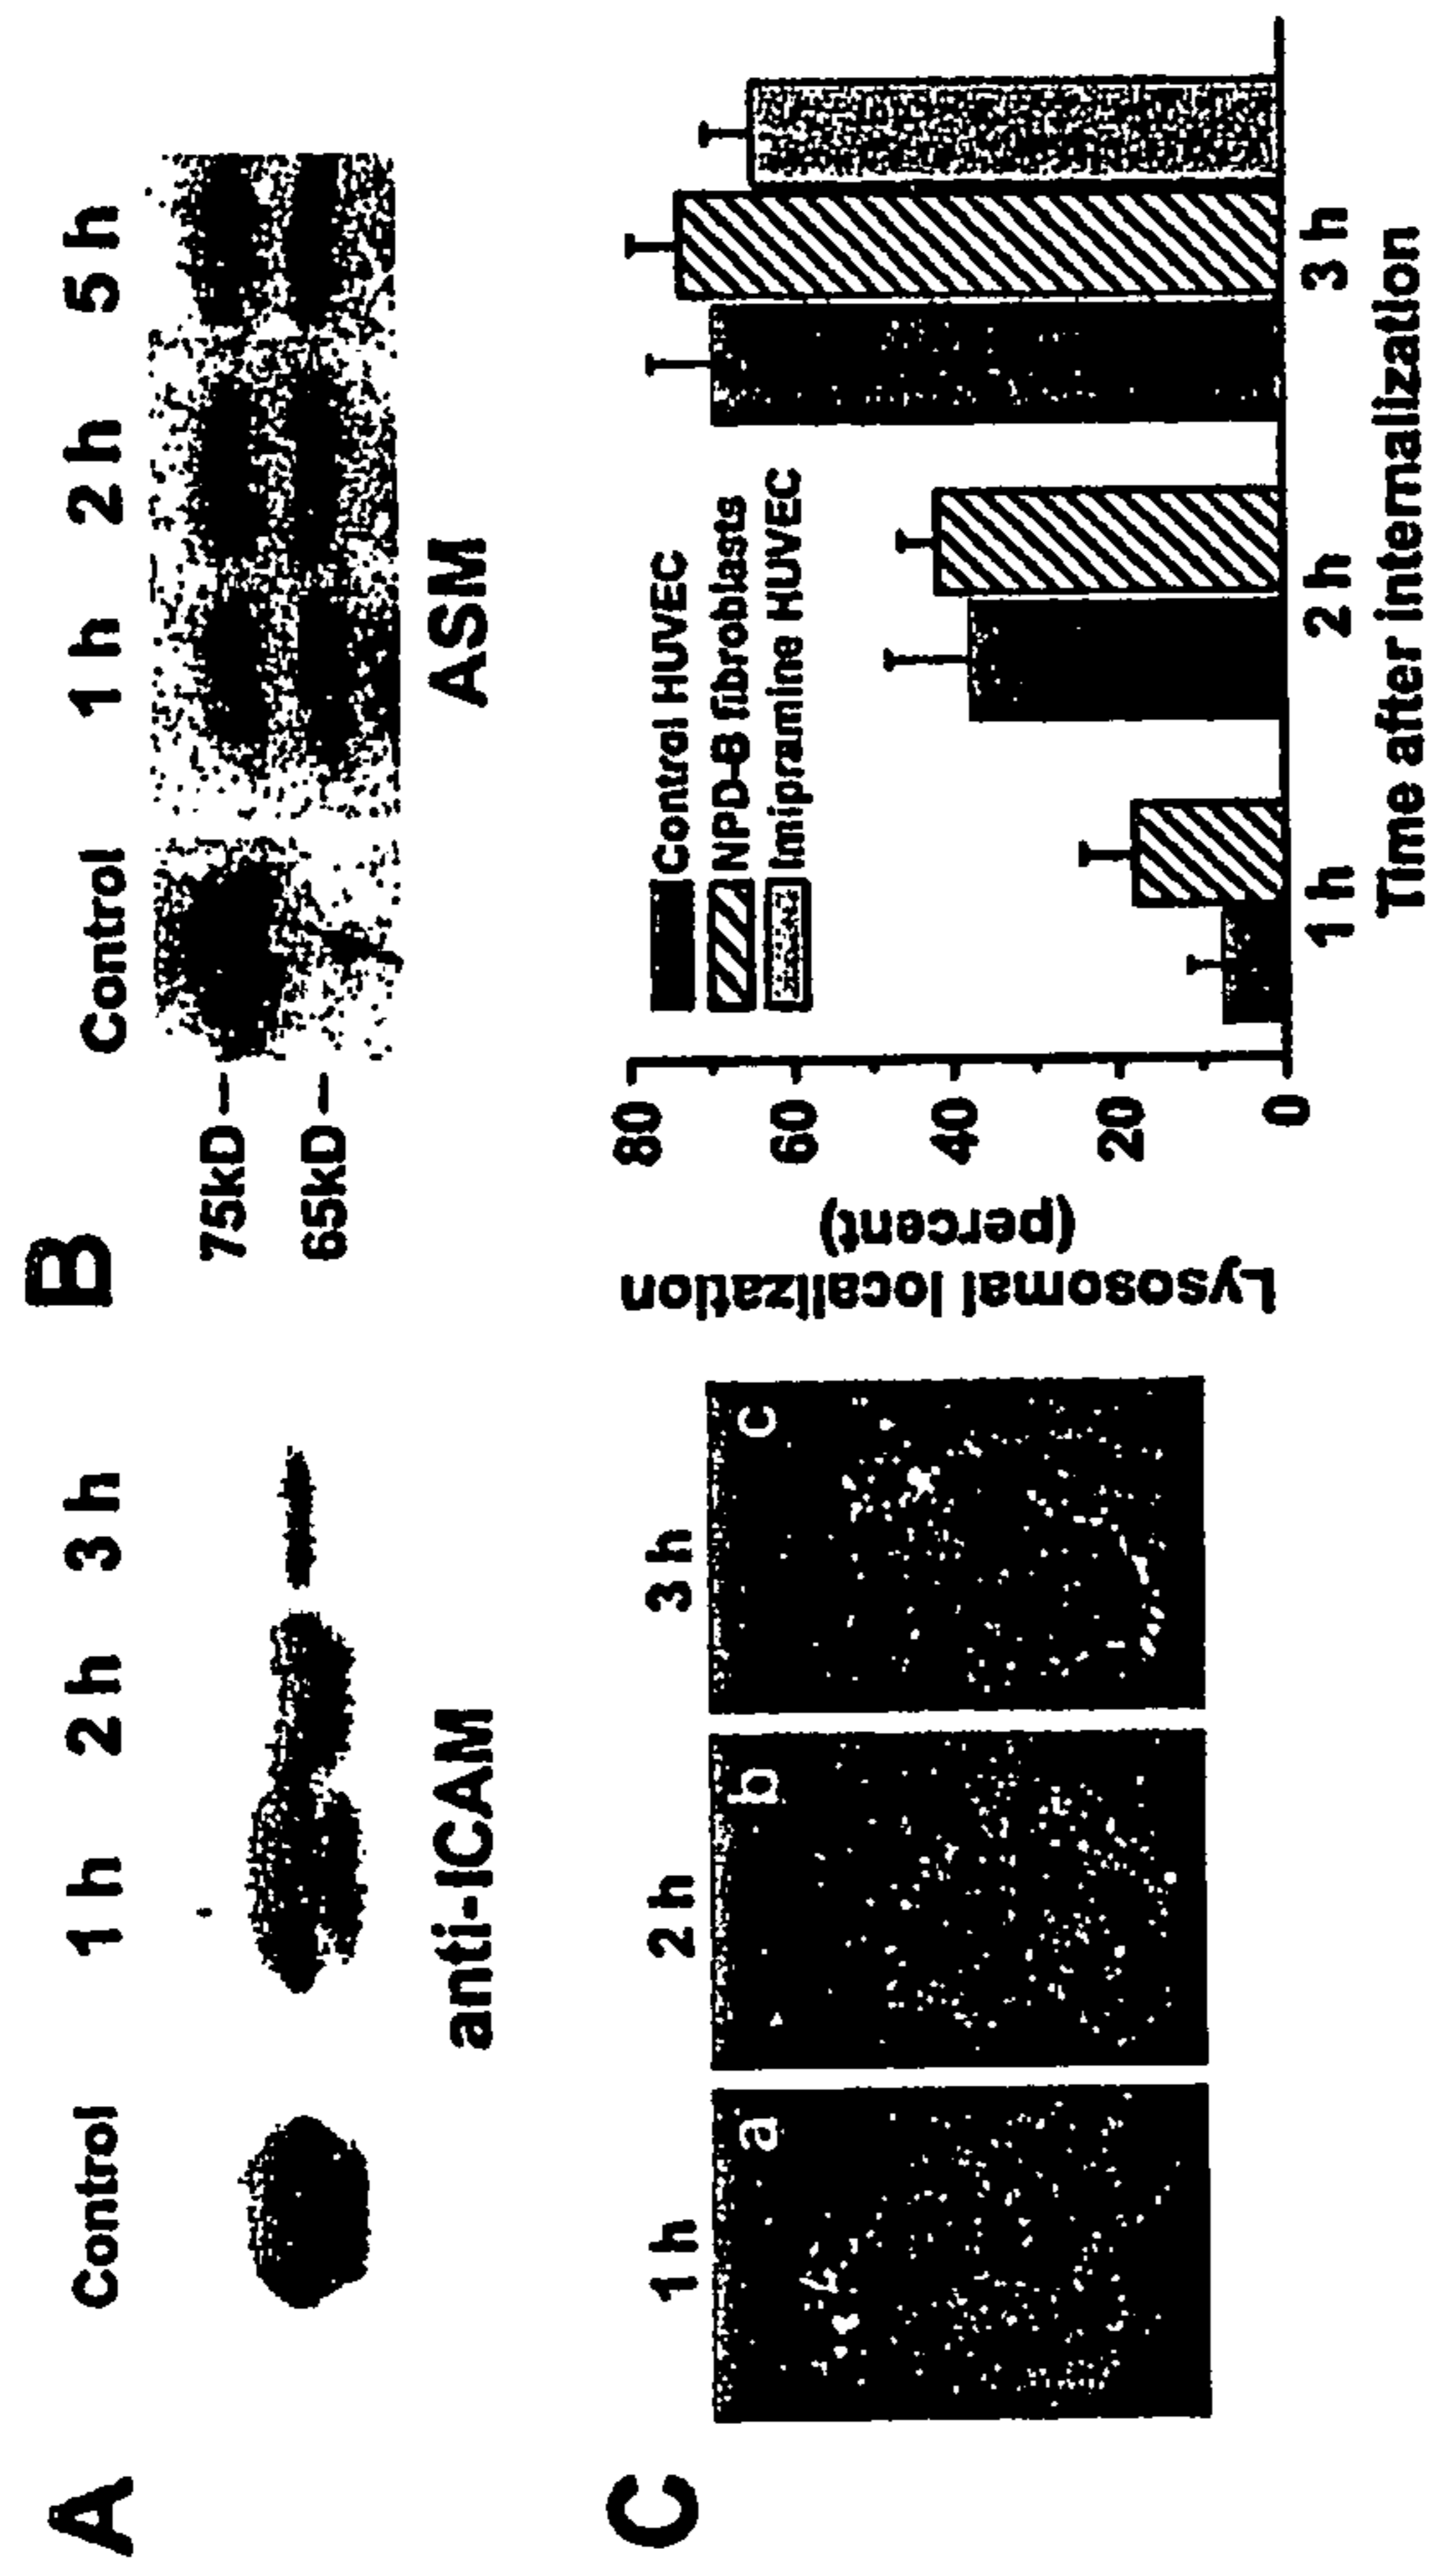 A
Control 1 h 2 h 3 h
anti-ICAM
B
Control 1 h 2 h 5 h
75kD
65kD
ASM
C
1 h 2 h 3 h
a b c
Lysosomal localization
(percent)
80
60
40
20
0
Control HUVEC
NPD-B fibroblasts
Imipramine HUVEC
1 h 2 h 3 h
Time after internalization